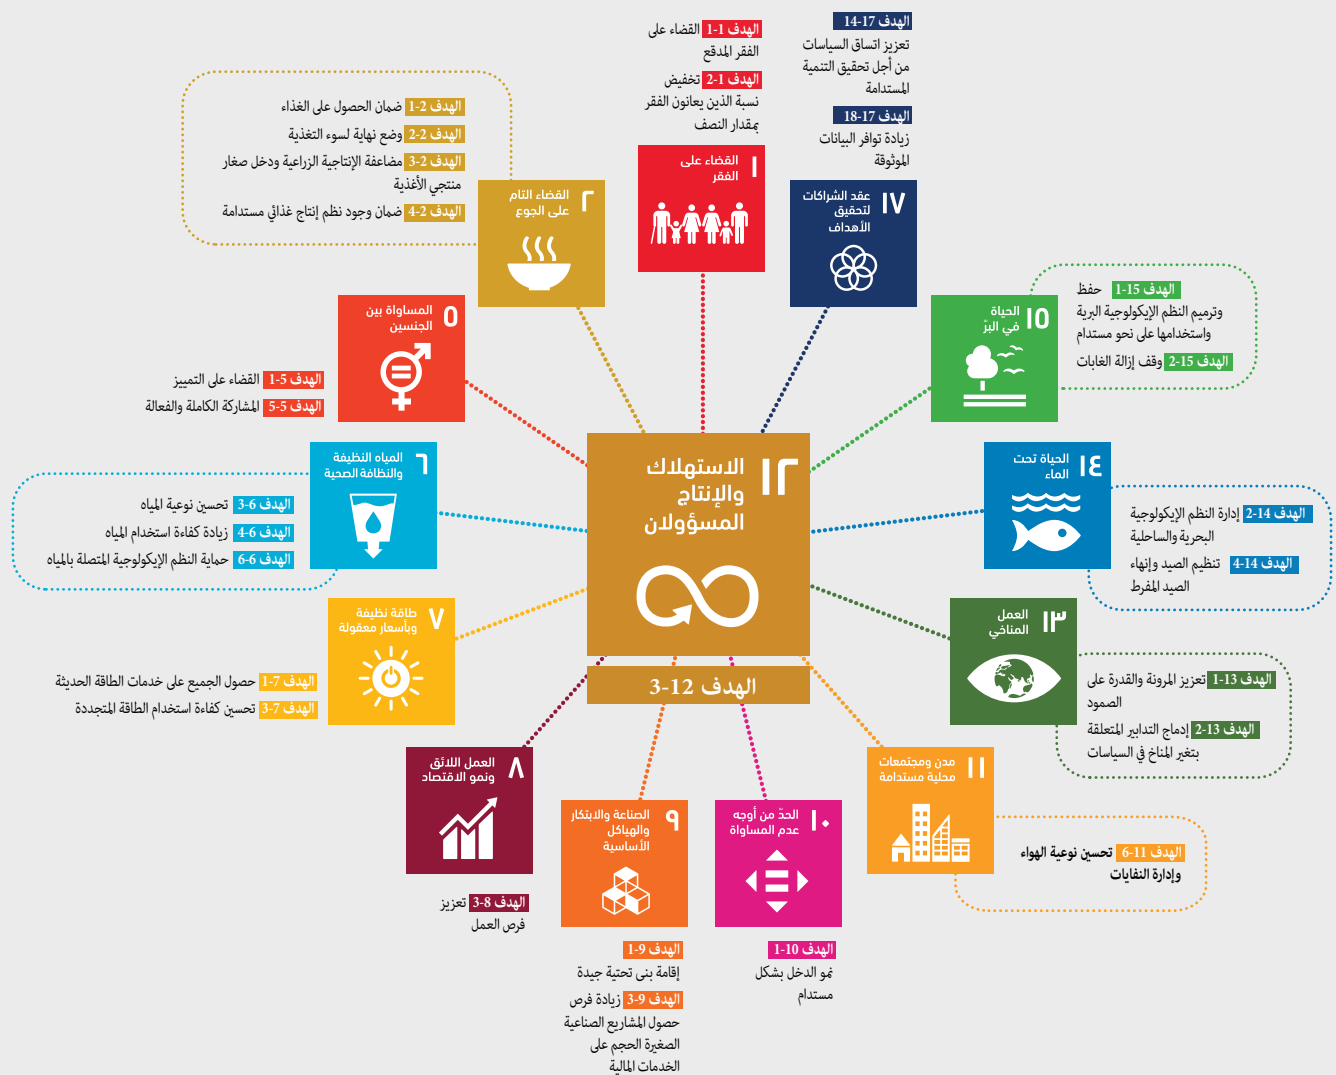 الهدف 17-14
تعزيز اتساق السياسات
من أجل تحقيق التنمية
المستدامة
الهدف 17-18
زيادة توافر البيانات
الموثوقة
١٧ عقد الشراكات
لتحقيق
الأهداف
الهدف 1-1 القضاء على
الفقر المدقع
الهدف 1-2 تخفيض
نسبة الذين يعانون الفقر
بمقدار النصف
١ القضاء على
الفقر
الهدف 2-1 ضمان الحصول على الغذاء
الهدف 2-2 وضع نهاية لسوء التغذية
الهدف 2-3 مضاعفة الإنتاجية الزراعية ودخل صغار
منتجي الأغذية
الهدف 2-4 ضمان وجود نظم إنتاج غذائي مستدامة
٢ القضاء التام
على الجوع
الهدف 15-1 حفظ
وترميم النظم الإيكولوجية البرية
واستخدامها على نحو مستدام
الهدف 15-2 وقف إزالة الغابات
١٥ الحياة
في البرّ
٥ المساواة بين
الجنسين
الهدف 5-1 القضاء على التمييز
الهدف 5-5 المشاركة الكاملة والفعالة
١٤ الحياة تحت
الماء
الهدف 14-2 إدارة النظم الإيكولوجية
البحرية والساحلية
الهدف 14-4 تنظيم الصيد وإنهاء
الصيد المفرط
١٢ الاستهلاك
والإنتاج
المسؤولان
الهدف 12-3
٦ المياه النظيفة
والنظافة الصحية
الهدف 6-3 تحسين نوعية المياه
الهدف 6-4 زيادة كفاءة استخدام المياه
الهدف 6-6 حماية النظم الإيكولوجية المتصلة بالمياه
١٣ العمل
المناخي
الهدف 13-1 تعزيز المرونة والقدرة على
الصمود
الهدف 13-2 إدماج التدابير المتعلقة
بتغير المناخ في السياسات
٧ طاقة نظيفة
وبأسعار معقولة
الهدف 7-1 حصول الجميع على خدمات الطاقة الحديثة
الهدف 7-3 تحسين كفاءة استخدام الطاقة المتجددة
١١ مدن ومجتمعات
محلية مستدامة
الهدف 11-6 تحسين نوعية الهواء
وإدارة النفايات
١٠ الحدّ من أوجه
عدم المساواة
الهدف 10-1
نمو الدخل بشكل
مستدام
٩ الصناعة والابتكار
والهياكل
الأساسية
الهدف 9-1
إقامة بنى تحتية جيدة
الهدف 9-3 زيادة فرص
حصول المشاريع الصناعية
الصغيرة الحجم على
الخدمات المالية
٨ العمل اللائق
ونمو الاقتصاد
الهدف 8-3 تعزيز
فرص العمل